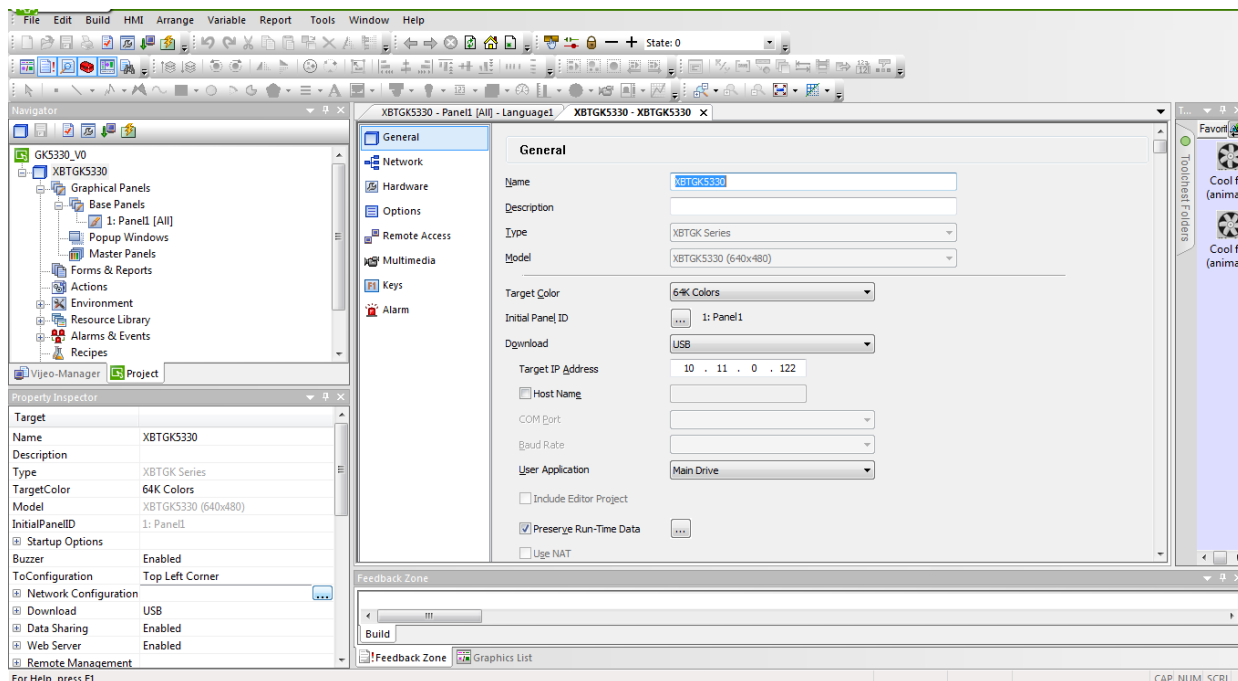 File Edit Build HMI Arrange Variable Report Tools Window Help
State: 0
Navigator
GK5330_V0
XBTGK5330
Graphical Panels
Base Panels
1: Panel1 [All]
Popup Windows
Master Panels
Forms & Reports
Actions
Environment
Resource Library
Alarms & Events
Recipes
Vijeo-Manager Project
Property Inspector
Target
Name XBTGK5330
Description
Type XBTGK Series
TargetColor 64K Colors
Model XBTGK5330 (640x480)
InitialPanelID 1: Panel1
Startup Options
Buzzer Enabled
ToConfiguration Top Left Corner
Network Configuration ...
Download USB
Data Sharing Enabled
Web Server Enabled
Remote Management
XBTGK5330 - Panel1 [All] - Language1 XBTGK5330 - XBTGK5330
General
Network
Hardware
Options
Remote Access
Multimedia
F1 Keys
Alarm
General
Name XBTGK5330
Description
Type XBTGK Series
Model XBTGK5330 (640x480)
Target Color 64K Colors
Initial Panel ID ... 1: Panel1
Download USB
Target IP Address 10 . 11 . 0 . 122
Host Name
COM Port
Baud Rate
User Application Main Drive
Include Editor Project
Preserve Run-Time Data ...
Use NAT
Feedback Zone
Build
Feedback Zone Graphics List
T...
Toolchest Folders
Favorit
Cool f
(anima
Cool f
(anima
For Help, press F1
CAP NUM SCRL